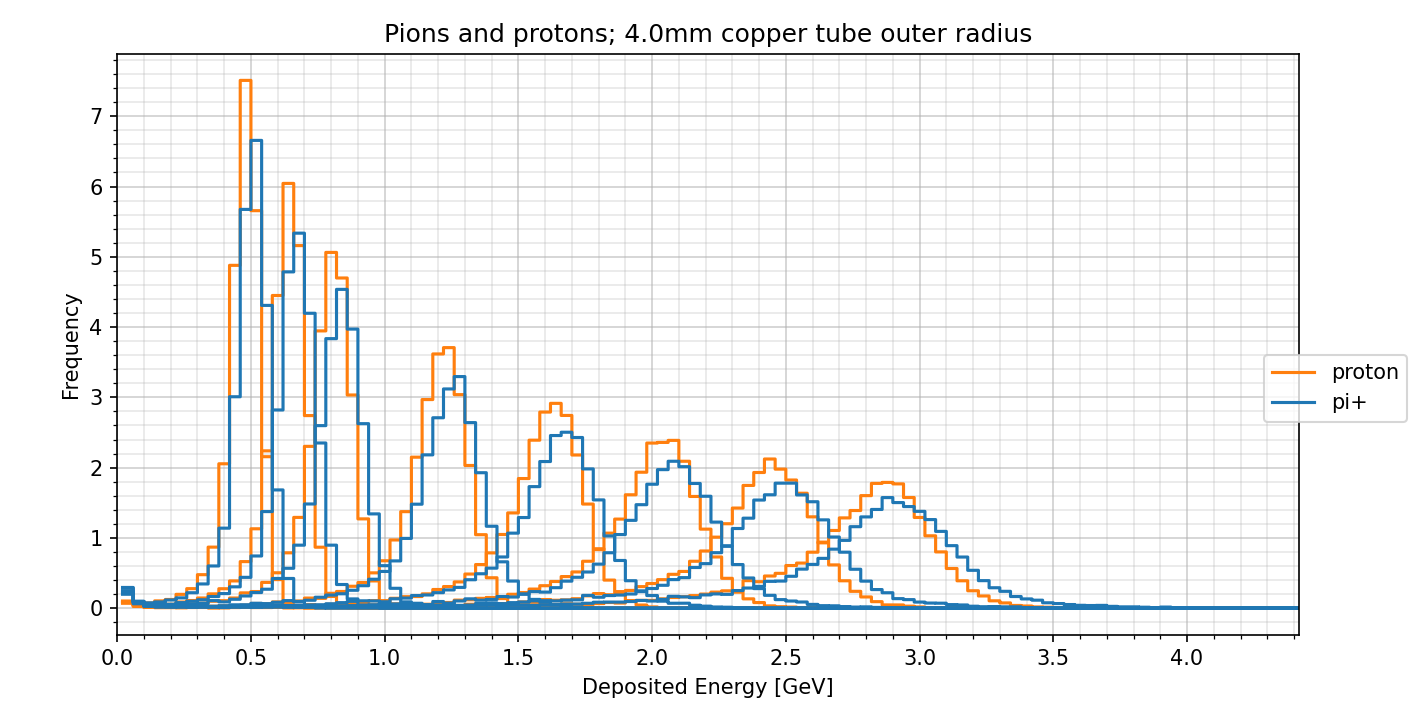 Pions and protons; 4.0mm copper tube outer radius
Frequency
7
6
5
4
3
2
1
0
0.0 0.5 1.0 1.5 2.0 2.5 3.0 3.5 4.0
Deposited Energy [GeV]
proton
pi+